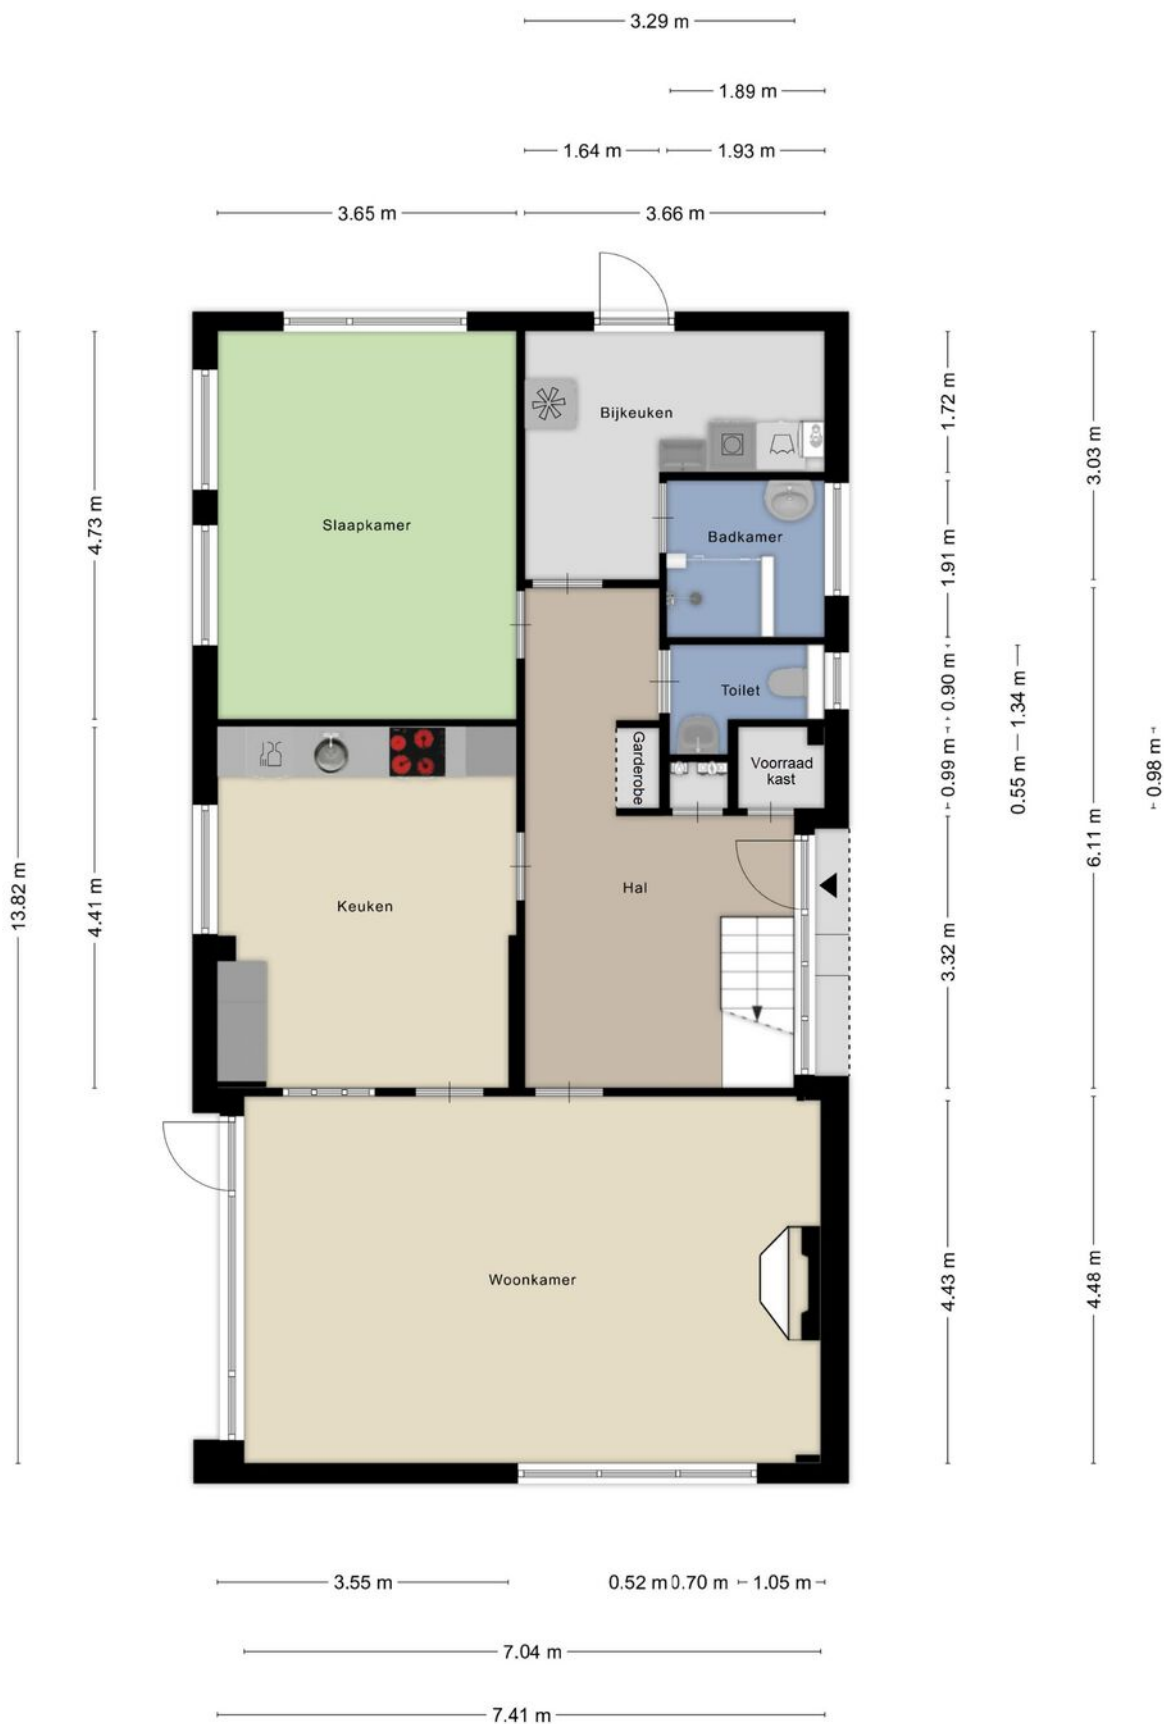 3.29 m
1.89 m
1.64 m
1.93 m
3.65 m
3.66 m
Bijkeuken
1.72 m
3.03 m
Slaapkamer
4.73 m
Badkamer
1.91 m
Toilet
0.90 m
1.34 m
Garderobe
Voorraad
kast
0.99 m
0.55 m
0.98 m
6.11 m
13.82 m
4.41 m
Keuken
Hal
3.32 m
Woonkamer
4.43 m
4.48 m
3.55 m
0.52 m
0.70 m
1.05 m
7.04 m
7.41 m